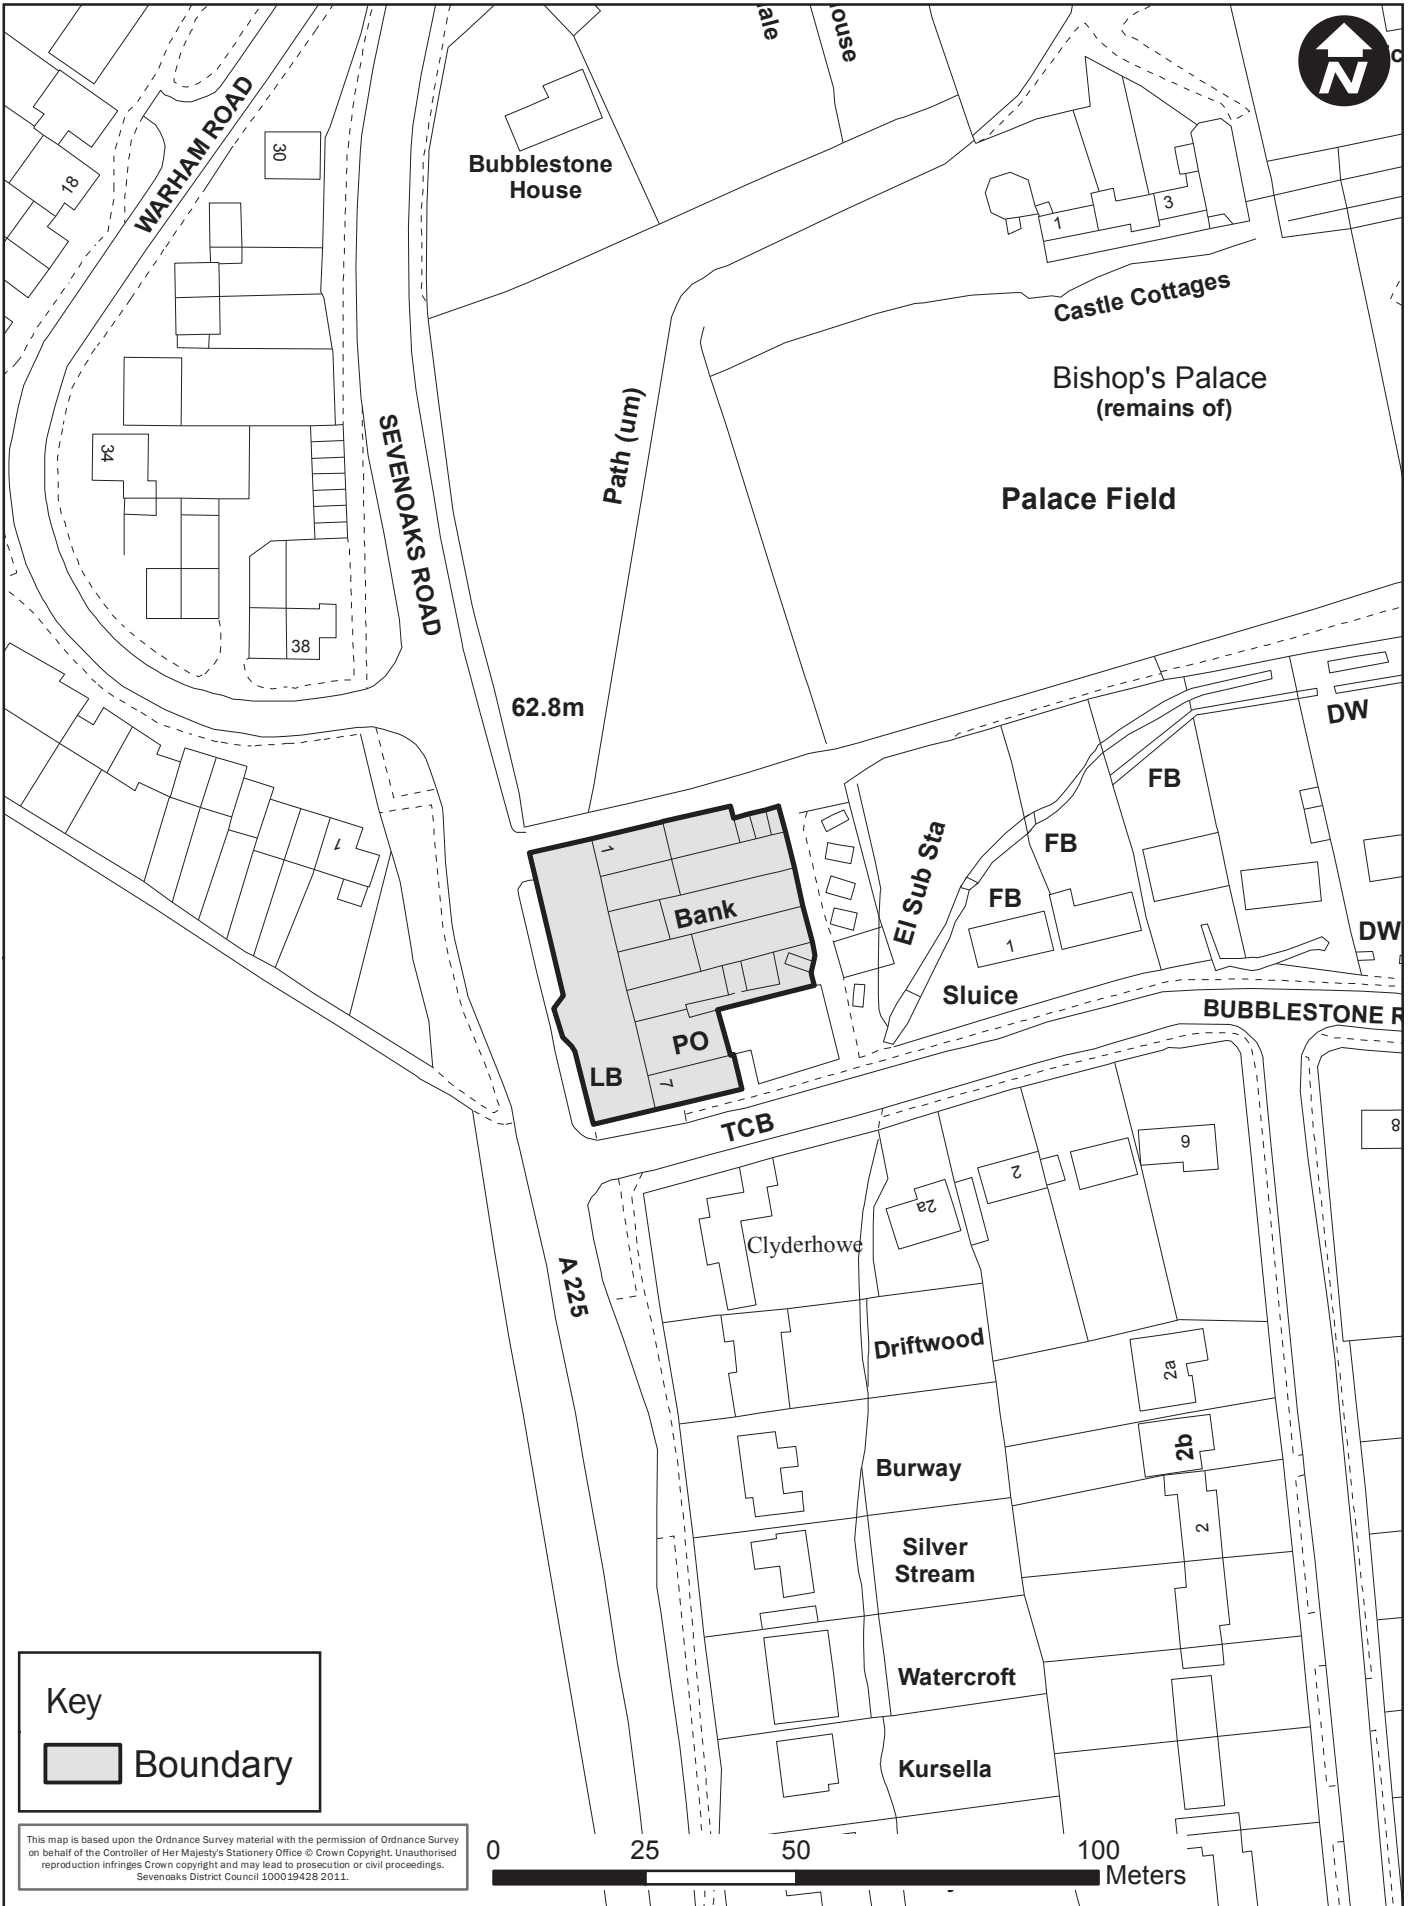 ale
ouse
N
c
WARHAM ROAD
30
18
Bubblestone
House
1
3
Castle Cottages
Bishop's Palace
(remains of)
Path (um)
SEVENOAKS ROAD
34
Palace Field
38
62.8m
DW
FB
1
1
FB
El Sub Sta
Bank
FB
1
DW
Sluice
BUBBLESTONE R
PO
LB
7
TCB
8
6
2
2a
Clyderhowe
A 225
Driftwood
2a
2b
Burway
2
Silver
Stream
Watercroft
Kursella
Key
Boundary
This map is based upon the Ordnance Survey material with the permission of Ordnance Survey
on behalf of the Controller of Her Majesty's Stationery Office © Crown Copyright. Unauthorised
reproduction infringes Crown copyright and may lead to prosecution or civil proceedings.
Sevenoaks District Council 100019428 2011.
0 25 50 100
Meters